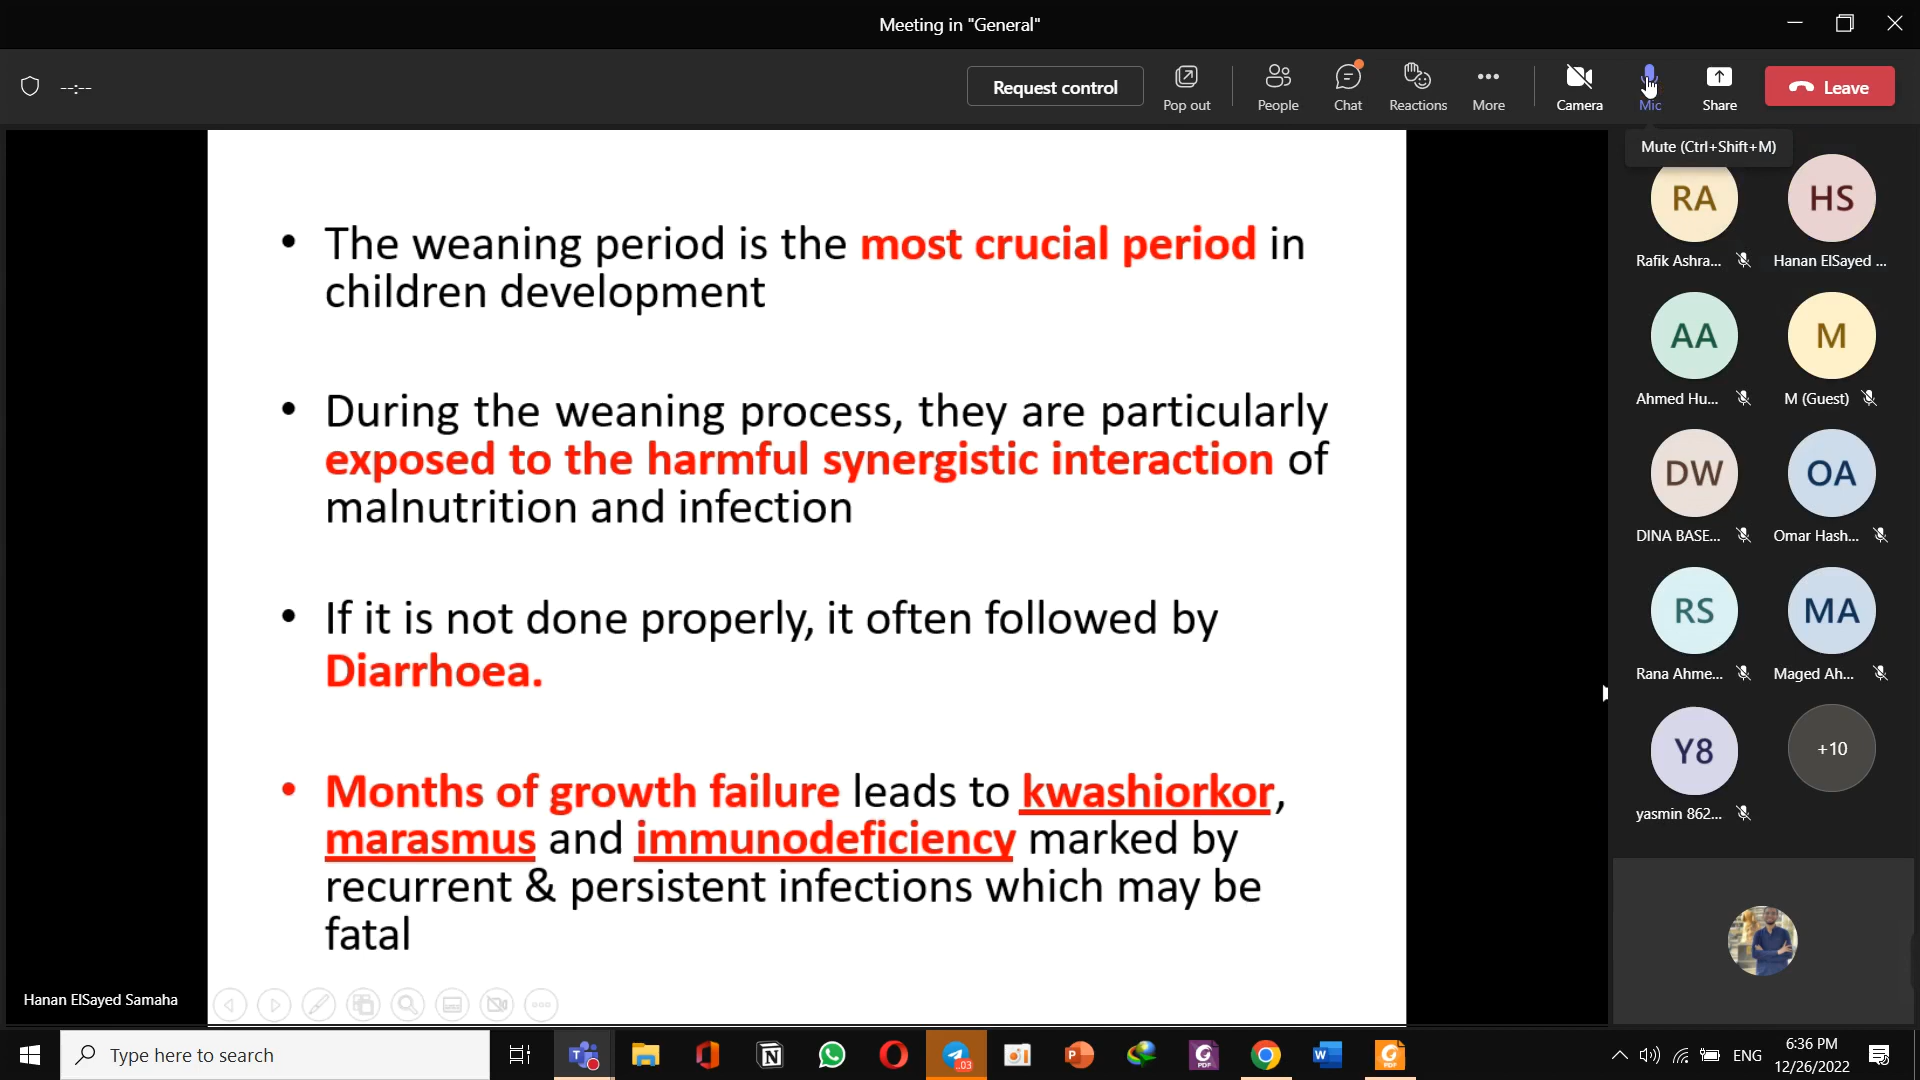 Meeting in "General"
--:--
Request control
Pop out
People
Chat
Reactions
More
Camera
Mic
Share
Leave
Mute (Ctrl+Shift+M)
• The weaning period is the most crucial period in
children development
• During the weaning process, they are particularly
exposed to the harmful synergistic interaction of
malnutrition and infection
• If it is not done properly, it often followed by
Diarrhoea.
• Months of growth failure leads to kwashiorkor,
marasmus and immunodeficiency marked by
recurrent & persistent infections which may be
fatal
Hanan ElSayed Samaha
RA
HS
Rafik Ashra...
Hanan ElSayed ...
AA
M
Ahmed Hu...
M (Guest)
DW
OA
DINA BASE...
Omar Hash...
RS
MA
Rana Ahme...
Maged Ah...
Y8
+10
yasmin 862...
Type here to search
..03
ENG
6:36 PM
12/26/2022